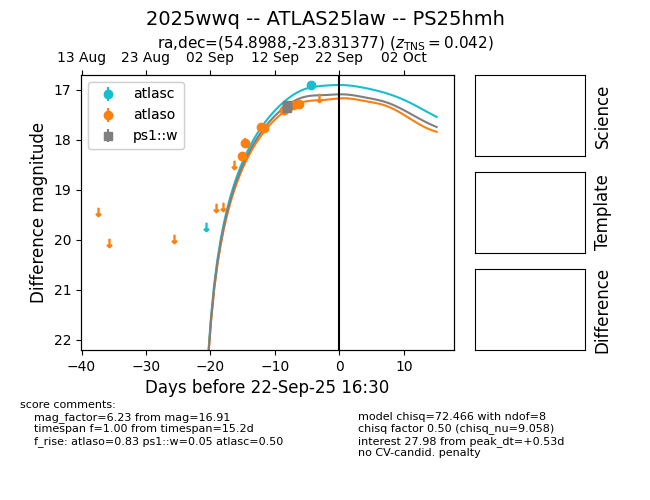 2025wwq -- ATLAS25law -- PS25hmh
ra,dec=(54.8988,-23.831377) (z_TNS = 0.042)
13 Aug 23 Aug 02 Sep 12 Sep 22 Sep 02 Oct
atlasc
atlaso
ps1::w
17
18
19
20
21
22
Difference magnitude
−40 −30 −20 −10 0 10
Days before 22-Sep-25 16:30
Science
Template
Difference
score comments:
mag_factor=6.23 from mag=16.91
timespan f=1.00 from timespan=15.2d
f_rise: atlaso=0.83 ps1::w=0.05 atlasc=0.50
model chisq=72.466 with ndof=8
chisq factor 0.50 (chisq_nu=9.058)
interest 27.98 from peak_dt=+0.53d
no CV-candid. penalty